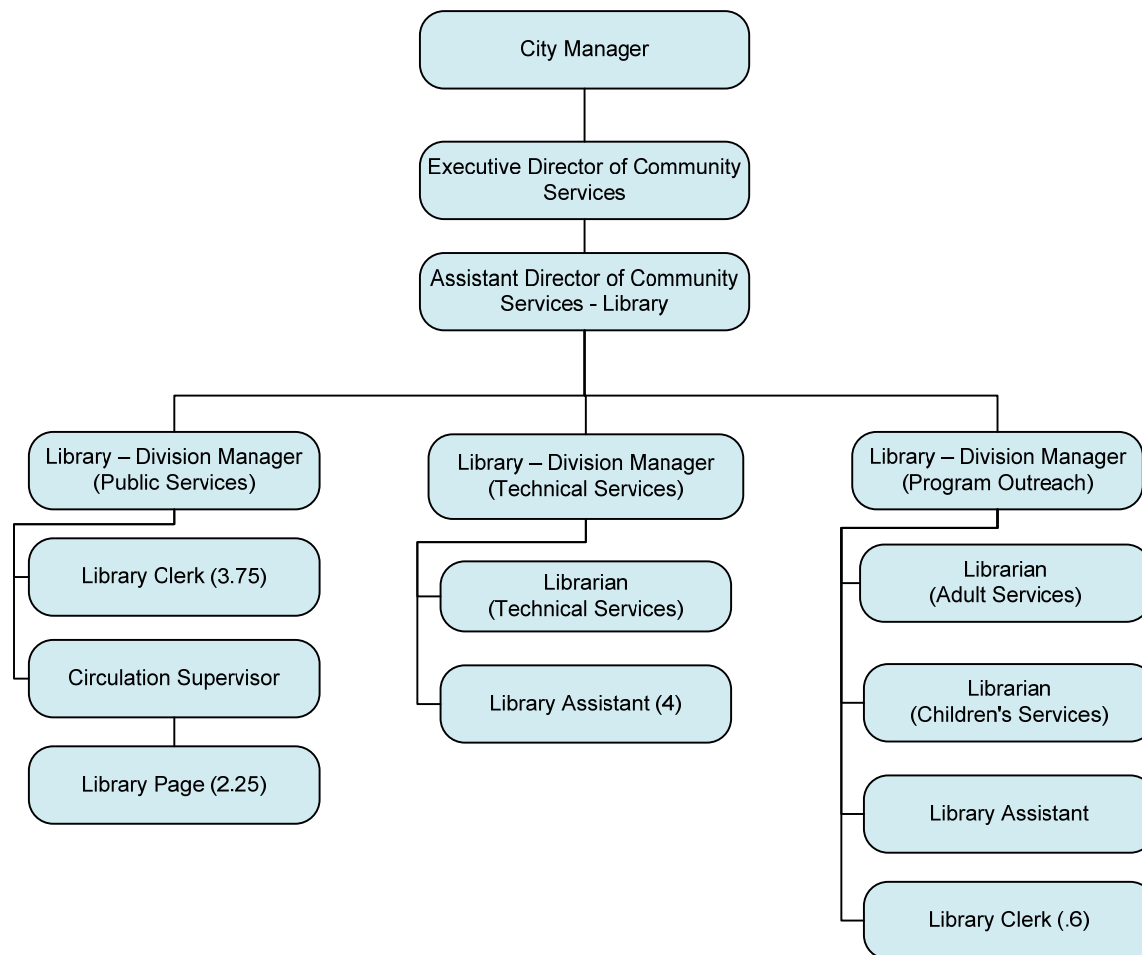 City Manager
Executive Director of Community
Services
Assistant Director of Community
Services - Library
Library – Division Manager
(Public Services)
Library Clerk (3.75)
Circulation Supervisor
Library Page (2.25)
Library – Division Manager
(Technical Services)
Librarian
(Technical Services)
Library Assistant (4)
Library – Division Manager
(Program Outreach)
Librarian
(Adult Services)
Librarian
(Children's Services)
Library Assistant
Library Clerk (.6)